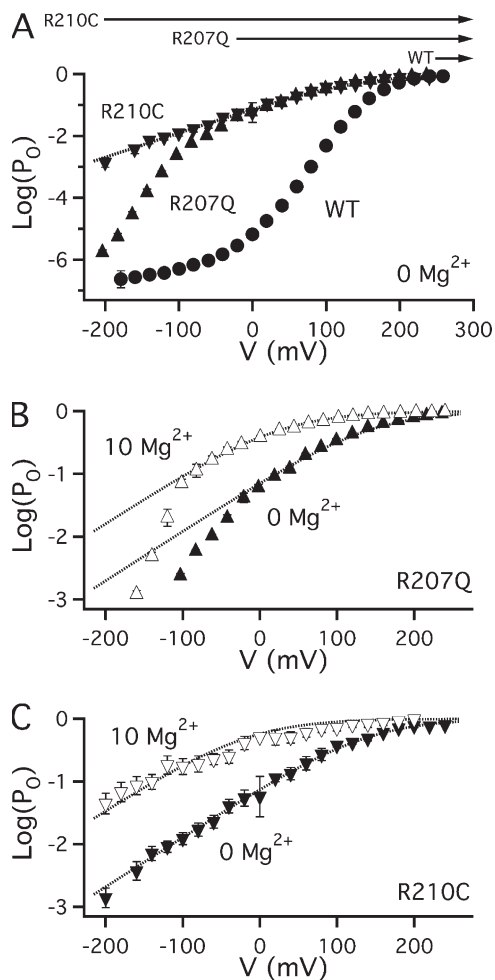 A
R210C
R207Q
WT
R210C
R207Q
WT
0 Mg2+
Log(PO)
0
-2
-4
-6
-200 -100 0 100 200 300
V (mV)
B
10 Mg2+
0 Mg2+
R207Q
Log(PO)
0
-1
-2
-3
-200 -100 0 100 200
V (mV)
C
10 Mg2+
0 Mg2+
R210C
Log(PO)
0
-1
-2
-3
-200 -100 0 100 200
V (mV)